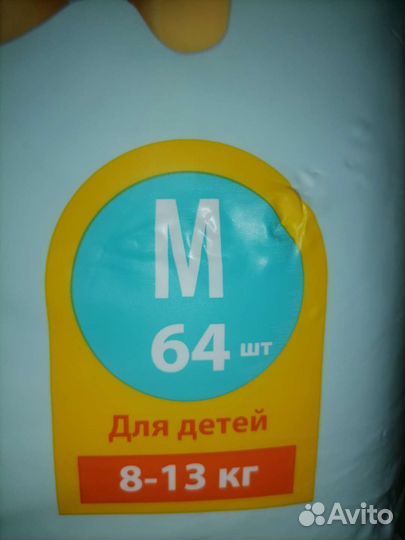 M
64 шт
Для детей
8-13 кг
Avito